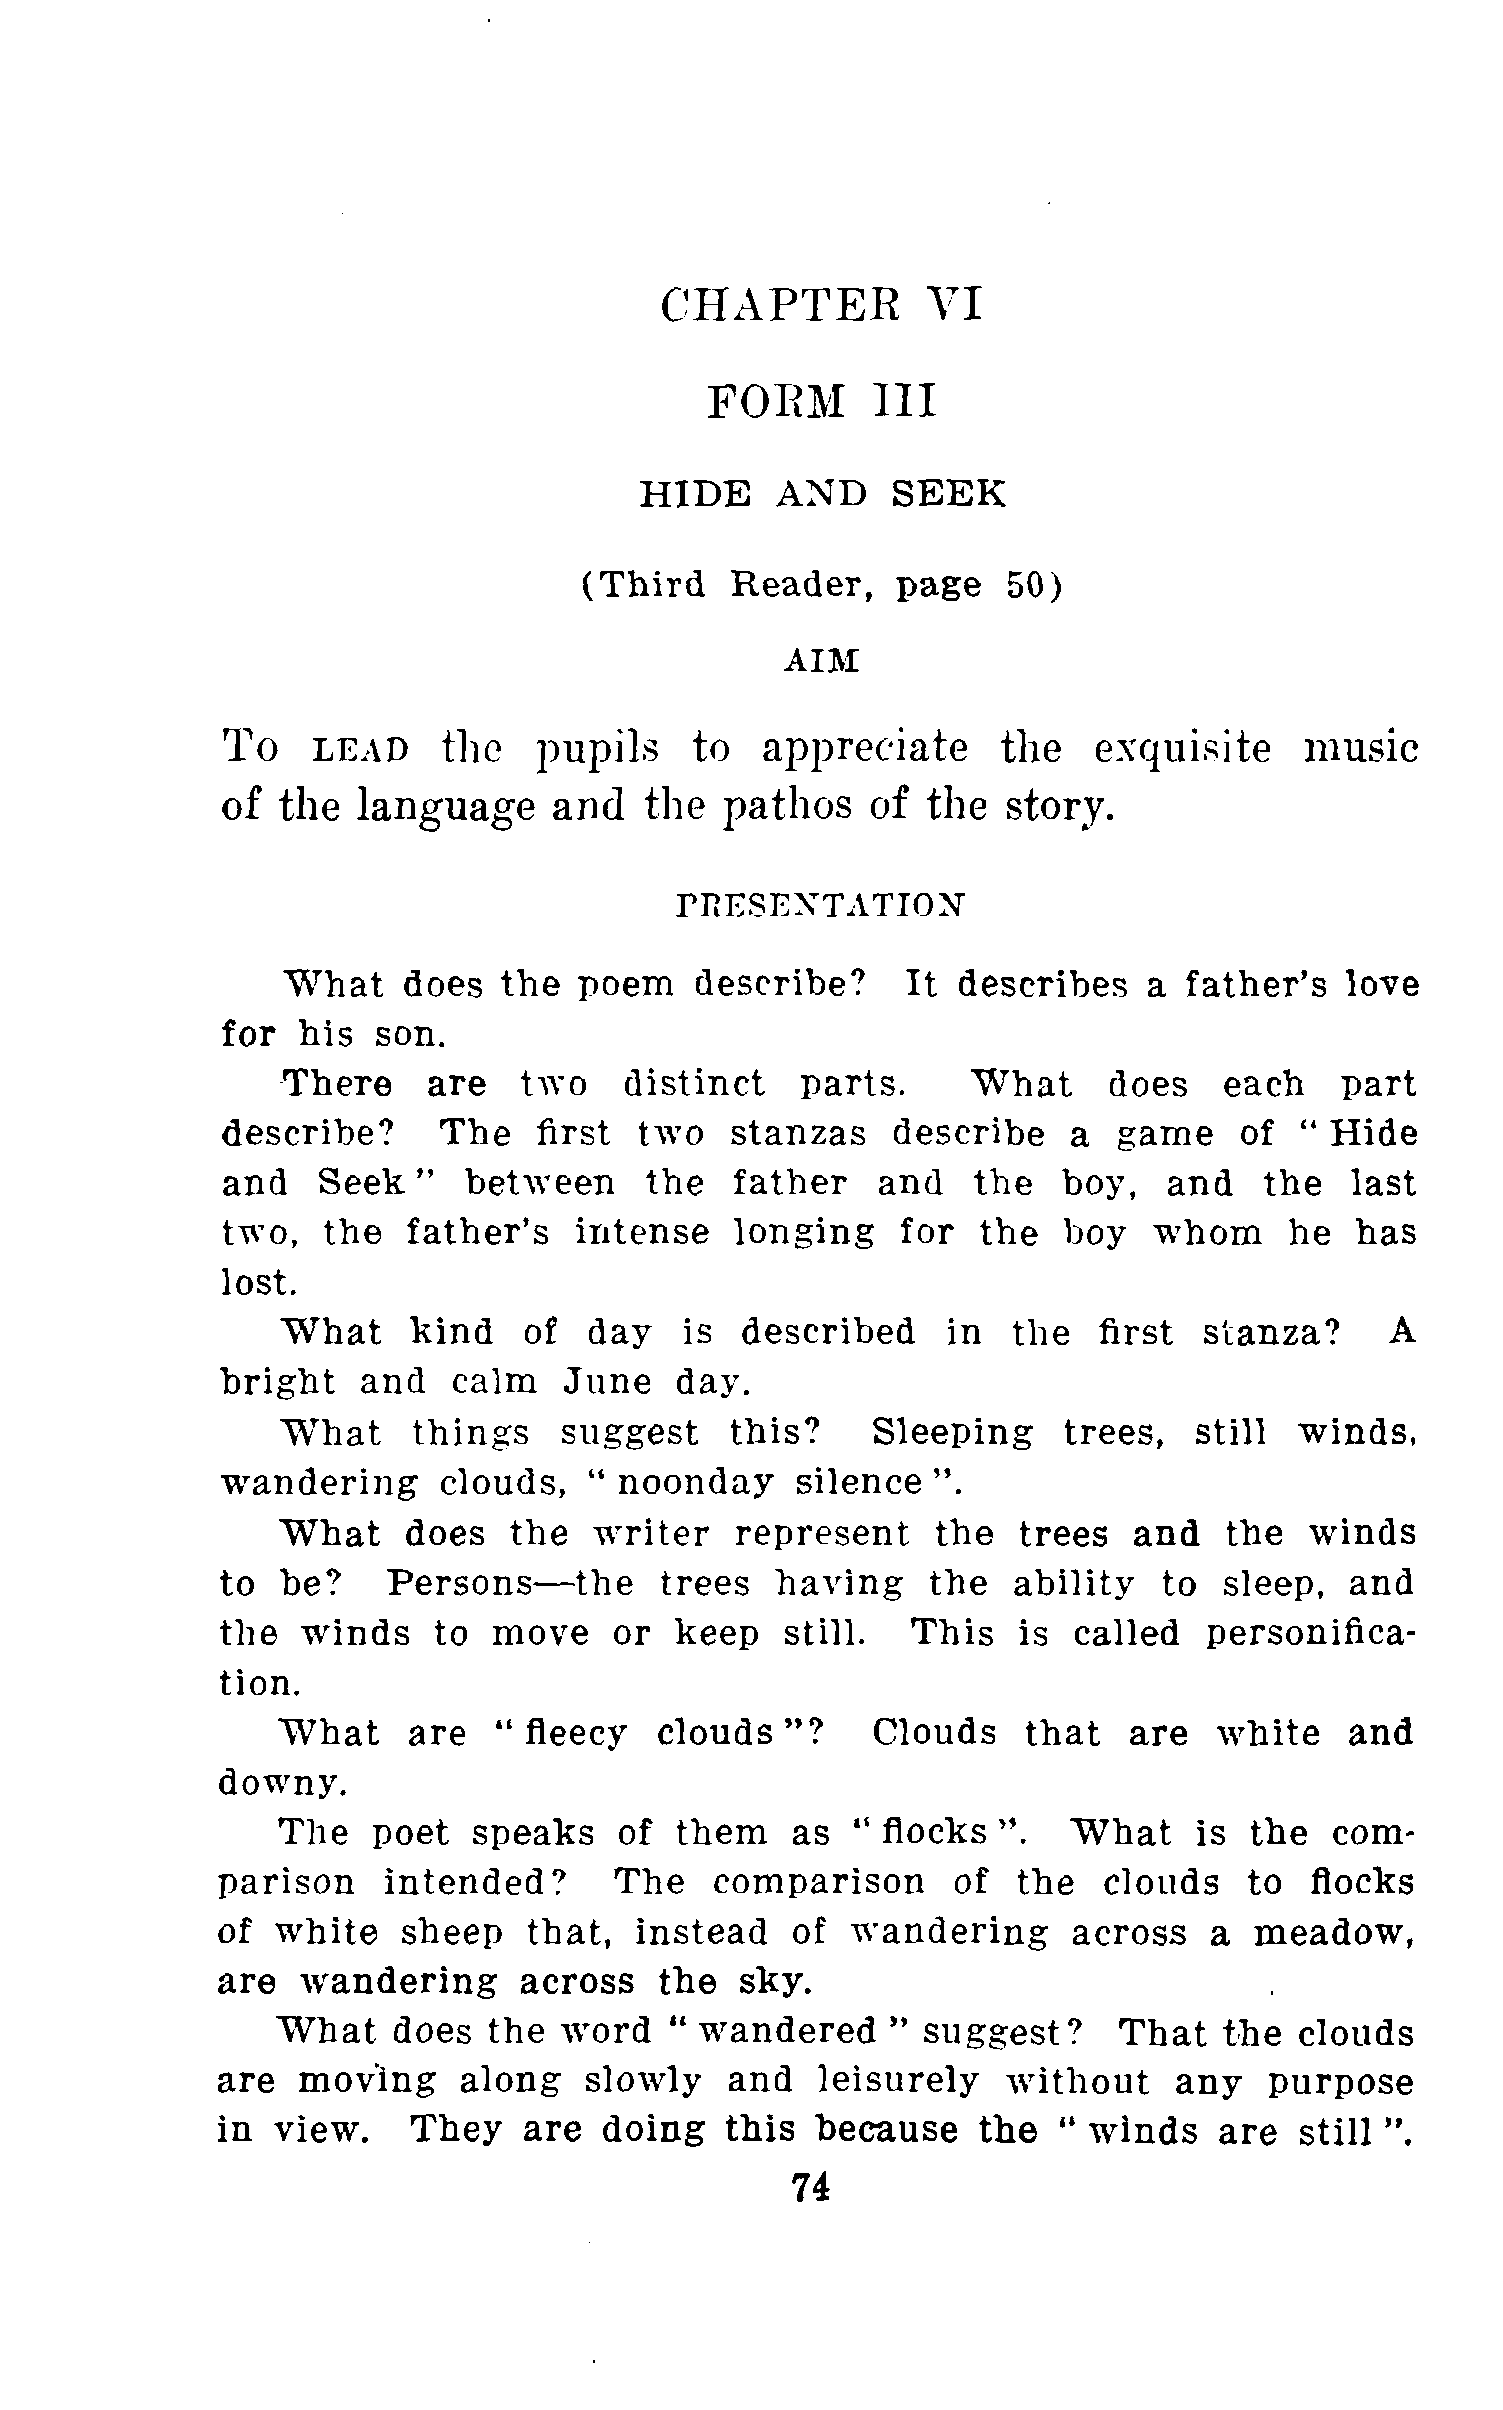 CHAPTER VI
FORM III
HIDE AND SEEK
(Third Reader, page 50)
AIM
To LEAD the pupils to appreciate the exquisite music
of the language and the pathos of the story.
PRESENTATION
What does the poem describe? It describes a father's love
for his son.
There are two distinct parts. What does each part
describe? The first two stanzas describe a game of " Hide
and Seek " between the father and the boy, and the last
two, the father's intense longing for the boy whom he has
lost.
What kind of day is described in the first stanza? A
bright and calm June day.
What things suggest this? Sleeping trees, still winds,
wandering clouds, " noonday silence ".
What does the writer represent the trees and the winds
to be? Persons—the trees having the ability to sleep, and
the winds to move or keep still. This is called personifica-
tion.
What are " fleecy clouds "? Clouds that are white and
downy.
The poet speaks of them as " flocks ". What is the com-
parison intended? The comparison of the clouds to flocks
of white sheep that, instead of wandering across a meadow,
are wandering across the sky.
What does the word " wandered " suggest? That the clouds
are moving along slowly and leisurely without any purpose
in view. They are doing this because the " winds are still ".
74